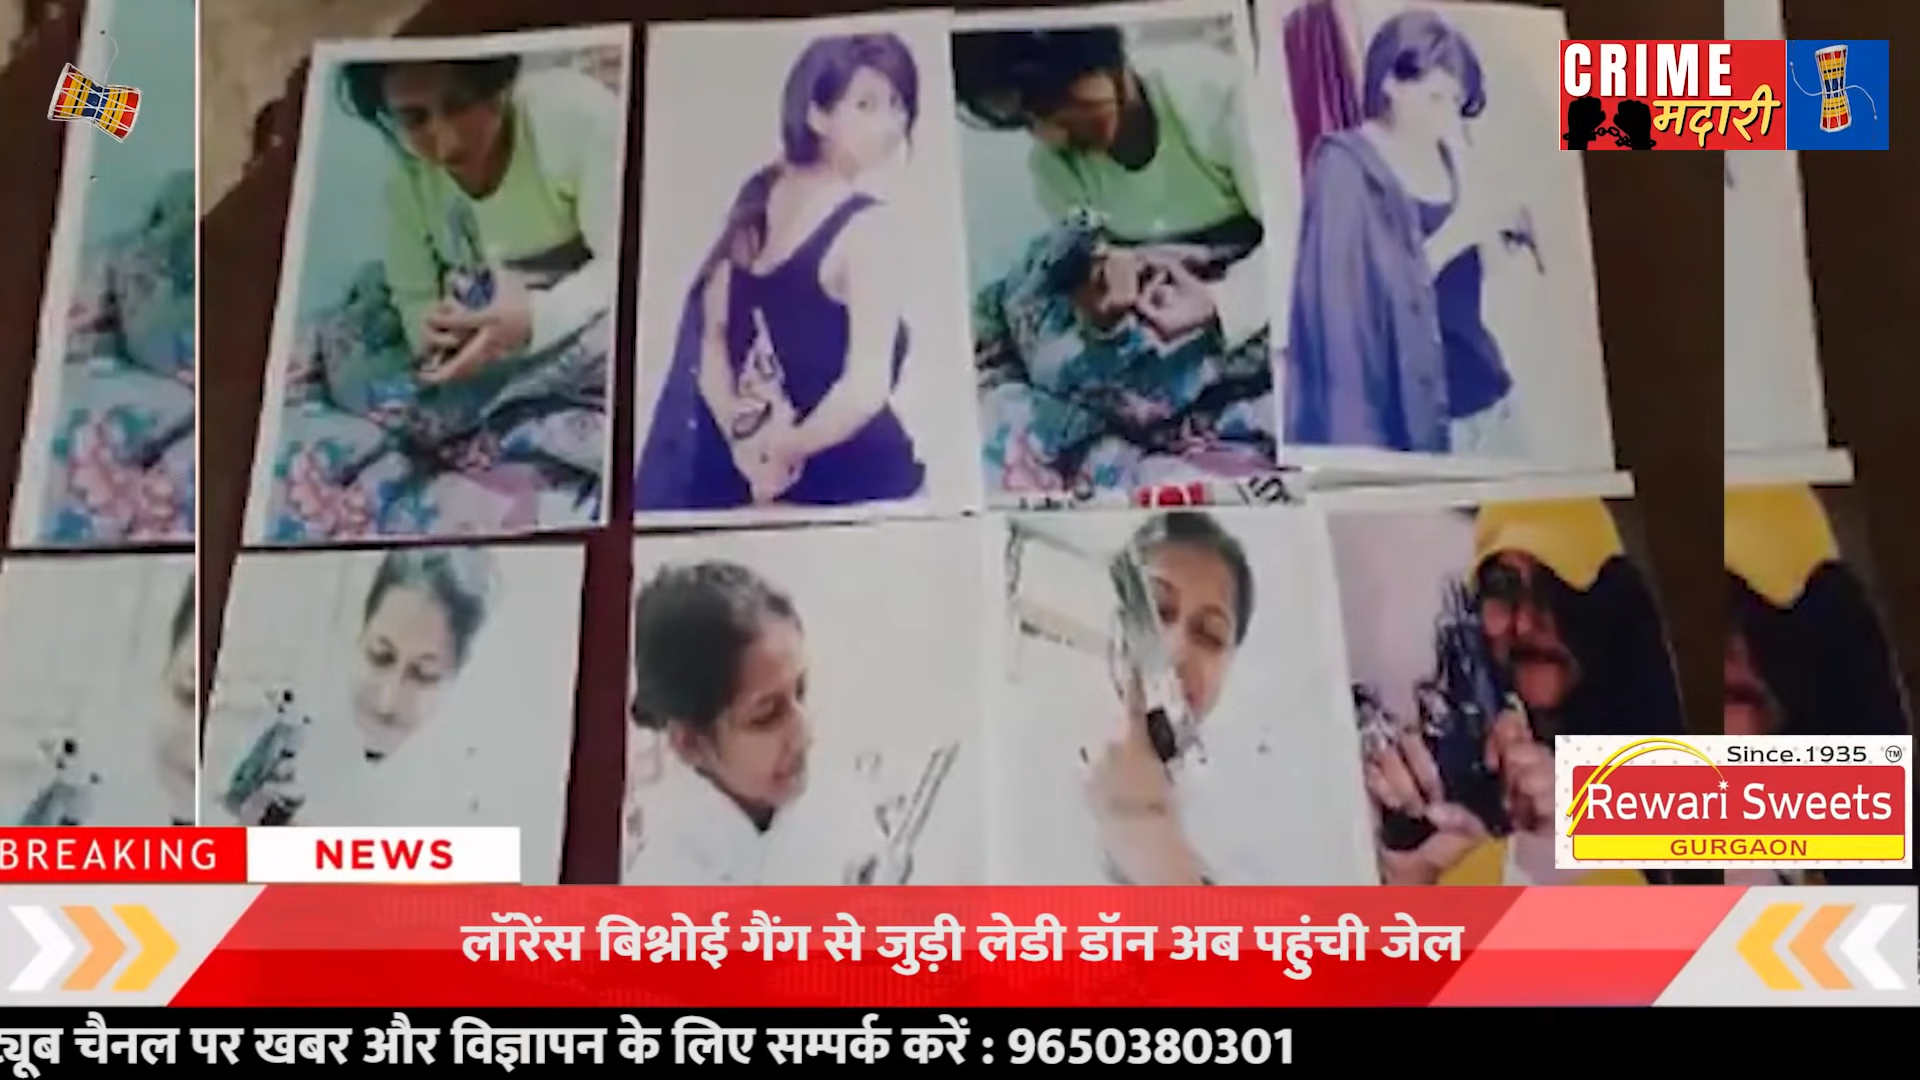 CRIME
मदारी
Since.1935 TM
Rewari Sweets
GURGAON
BREAKING NEWS
लॉरेंस बिश्नोई गैंग से जुड़ी लेडी डॉन अब पहुंची जेल
चैनल पर खबर और विज्ञापन के लिए सम्पर्क करें : 9650380301